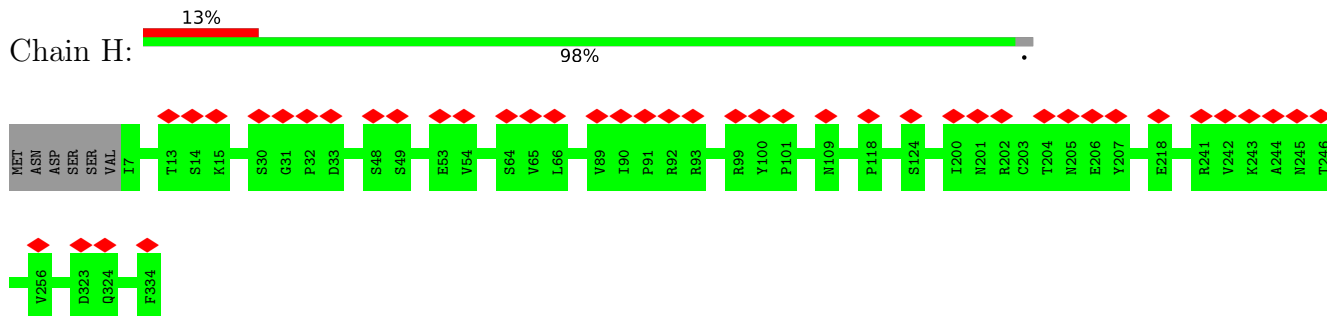 13%
Chain H:
98%
.
MET ASN ASP SER SER VAL I7 T13 S14 K15 S30 G31 P32 D33 S48 S49 E53 V54 S64 V65 L66 V89 I90 P91 R92 R93 R99 Y100 P101 N109 P118 S124 I200 N201 R202 C203 T204 N205 E206 Y207 E218 R241 V242 K243 A244 N245 T246
V256 D323 Q324 F334